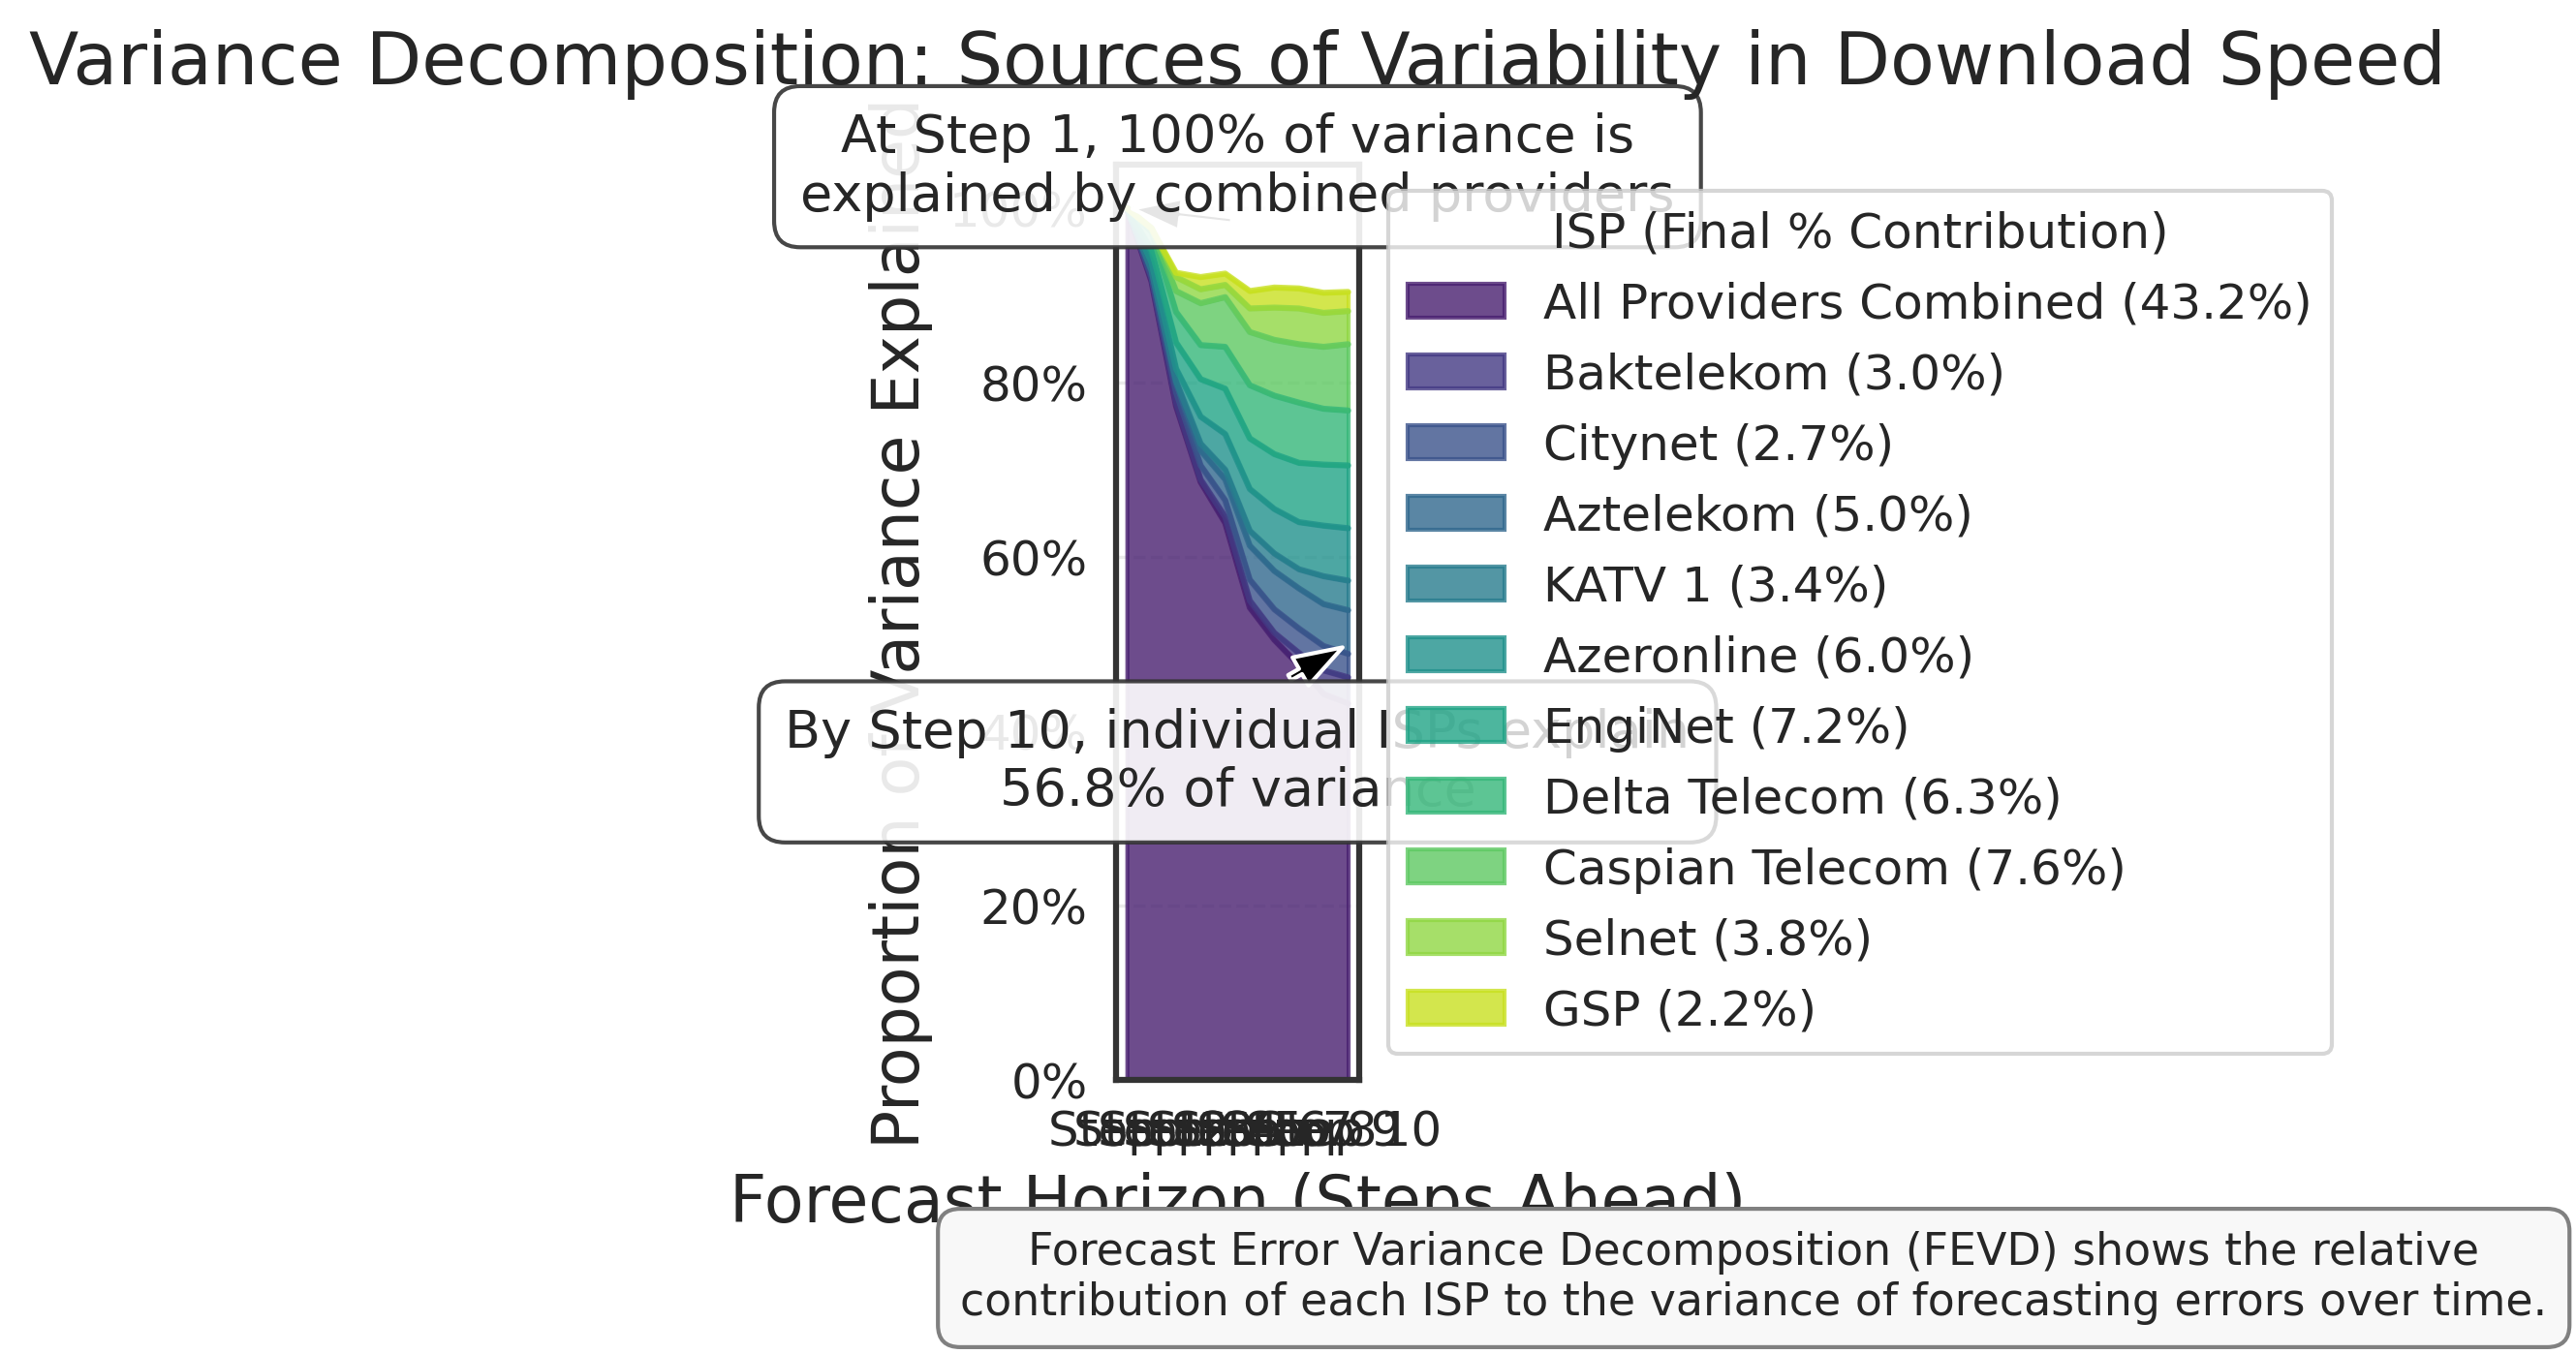 Variance Decomposition: Sources of Variability in Download Speed
At Step 1, 100% of variance is
explained by combined providers
Proportion of Variance Explained
100%
80%
60%
40%
20%
0%
By Step 10, individual ISPs explain
56.8% of variance
ISP (Final % Contribution)
All Providers Combined (43.2%)
Baktelekom (3.0%)
Citynet (2.7%)
Aztelekom (5.0%)
KATV 1 (3.4%)
Azeronline (6.0%)
EngiNet (7.2%)
Delta Telecom (6.3%)
Caspian Telecom (7.6%)
Selnet (3.8%)
GSP (2.2%)
Forecast Horizon (Steps Ahead)
Forecast Error Variance Decomposition (FEVD) shows the relative
contribution of each ISP to the variance of forecasting errors over time.